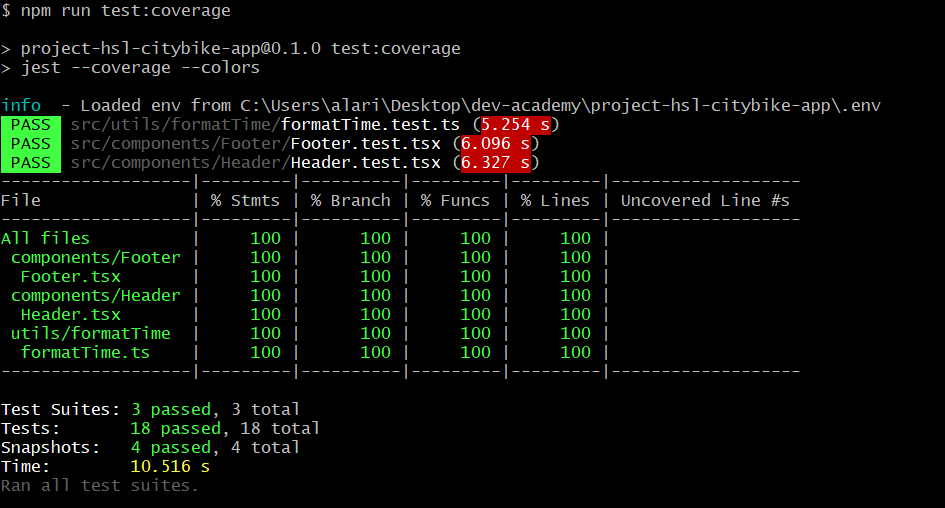 $ npm run test:coverage
> project-hsl-citybike-app@0.1.0 test:coverage
> jest --coverage --colors
info  - Loaded env from C:\Users\alari\Desktop\dev-academy\project-hsl-citybike-app\.env
PASS  src/utils/formatTime/formatTime.test.ts (5.254 s)
PASS  src/components/Footer/Footer.test.tsx (6.096 s)
PASS  src/components/Header/Header.test.tsx (6.327 s)
-------------------|---------|----------|---------|---------|-------------------
File               | % Stmts | % Branch | % Funcs | % Lines | Uncovered Line #s
-------------------|---------|----------|---------|---------|-------------------
All files          |     100 |      100 |     100 |     100 |
 components/Footer |     100 |      100 |     100 |     100 |
  Footer.tsx       |     100 |      100 |     100 |     100 |
 components/Header |     100 |      100 |     100 |     100 |
  Header.tsx       |     100 |      100 |     100 |     100 |
 utils/formatTime  |     100 |      100 |     100 |     100 |
  formatTime.ts    |     100 |      100 |     100 |     100 |
-------------------|---------|----------|---------|---------|-------------------
Test Suites: 3 passed, 3 total
Tests:       18 passed, 18 total
Snapshots:   4 passed, 4 total
Time:        10.516 s
Ran all test suites.